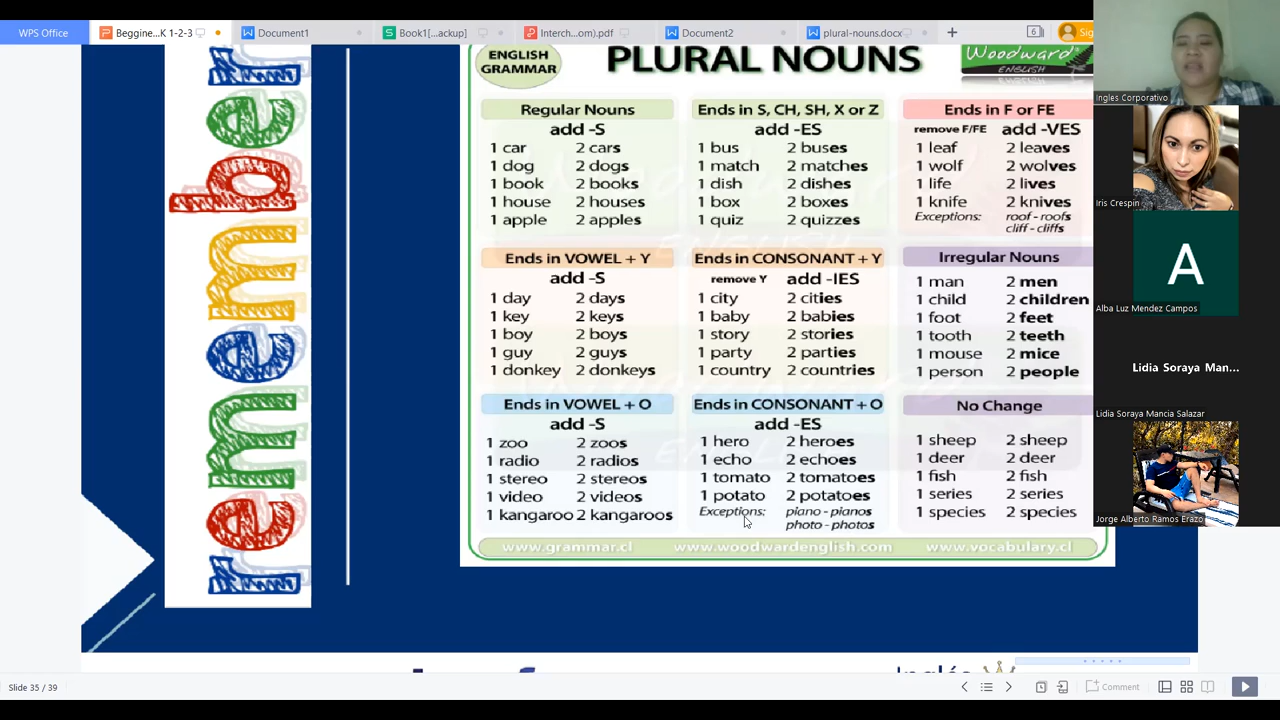 WPS Office
Beggine...K 1-2-3
Document1
Book1[...ackup]
Interch...om).pdf
Document2
plural-nouns.docx
6
Sig
remember
ENGLISH
GRAMMAR
PLURAL NOUNS
Woodward
ENGLISH
Regular Nouns
add -S
1 car 2 cars
1 dog 2 dogs
1 book 2 books
1 house 2 houses
1 apple 2 apples
Ends in S, CH, SH, X or Z
add -ES
1 bus 2 buses
1 match 2 matches
1 dish 2 dishes
1 box 2 boxes
1 quiz 2 quizzes
Ends in F or FE
remove F/FE add -VES
1 leaf 2 leaves
1 wolf 2 wolves
1 life 2 lives
1 knife 2 knives
Exceptions: roof - roofs
cliff - cliffs
Ends in VOWEL + Y
add -S
1 day 2 days
1 key 2 keys
1 boy 2 boys
1 guy 2 guys
1 donkey 2 donkeys
Ends in CONSONANT + Y
remove Y add -IES
1 city 2 cities
1 baby 2 babies
1 story 2 stories
1 party 2 parties
1 country 2 countries
Irregular Nouns
1 man 2 men
1 child 2 children
1 foot 2 feet
1 tooth 2 teeth
1 mouse 2 mice
1 person 2 people
Ends in VOWEL + O
add -S
1 zoo 2 zoos
1 radio 2 radios
1 stereo 2 stereos
1 video 2 videos
1 kangaroo 2 kangaroos
Ends in CONSONANT + O
add -ES
1 hero 2 heroes
1 echo 2 echoes
1 tomato 2 tomatoes
1 potato 2 potatoes
Exceptions: piano - pianos
photo - photos
No Change
1 sheep 2 sheep
1 deer 2 deer
1 fish 2 fish
1 series 2 series
1 species 2 species
www.grammar.cl www.woodwardenglish.com www.vocabulary.cl
Inglés
Ingles Corporativo
Iris Crespin
A
Alba Luz Mendez Campos
Lidia Soraya Man...
Lidia Soraya Mancia Salazar
Jorge Alberto Ramos Erazo
Slide 35 / 39
Comment